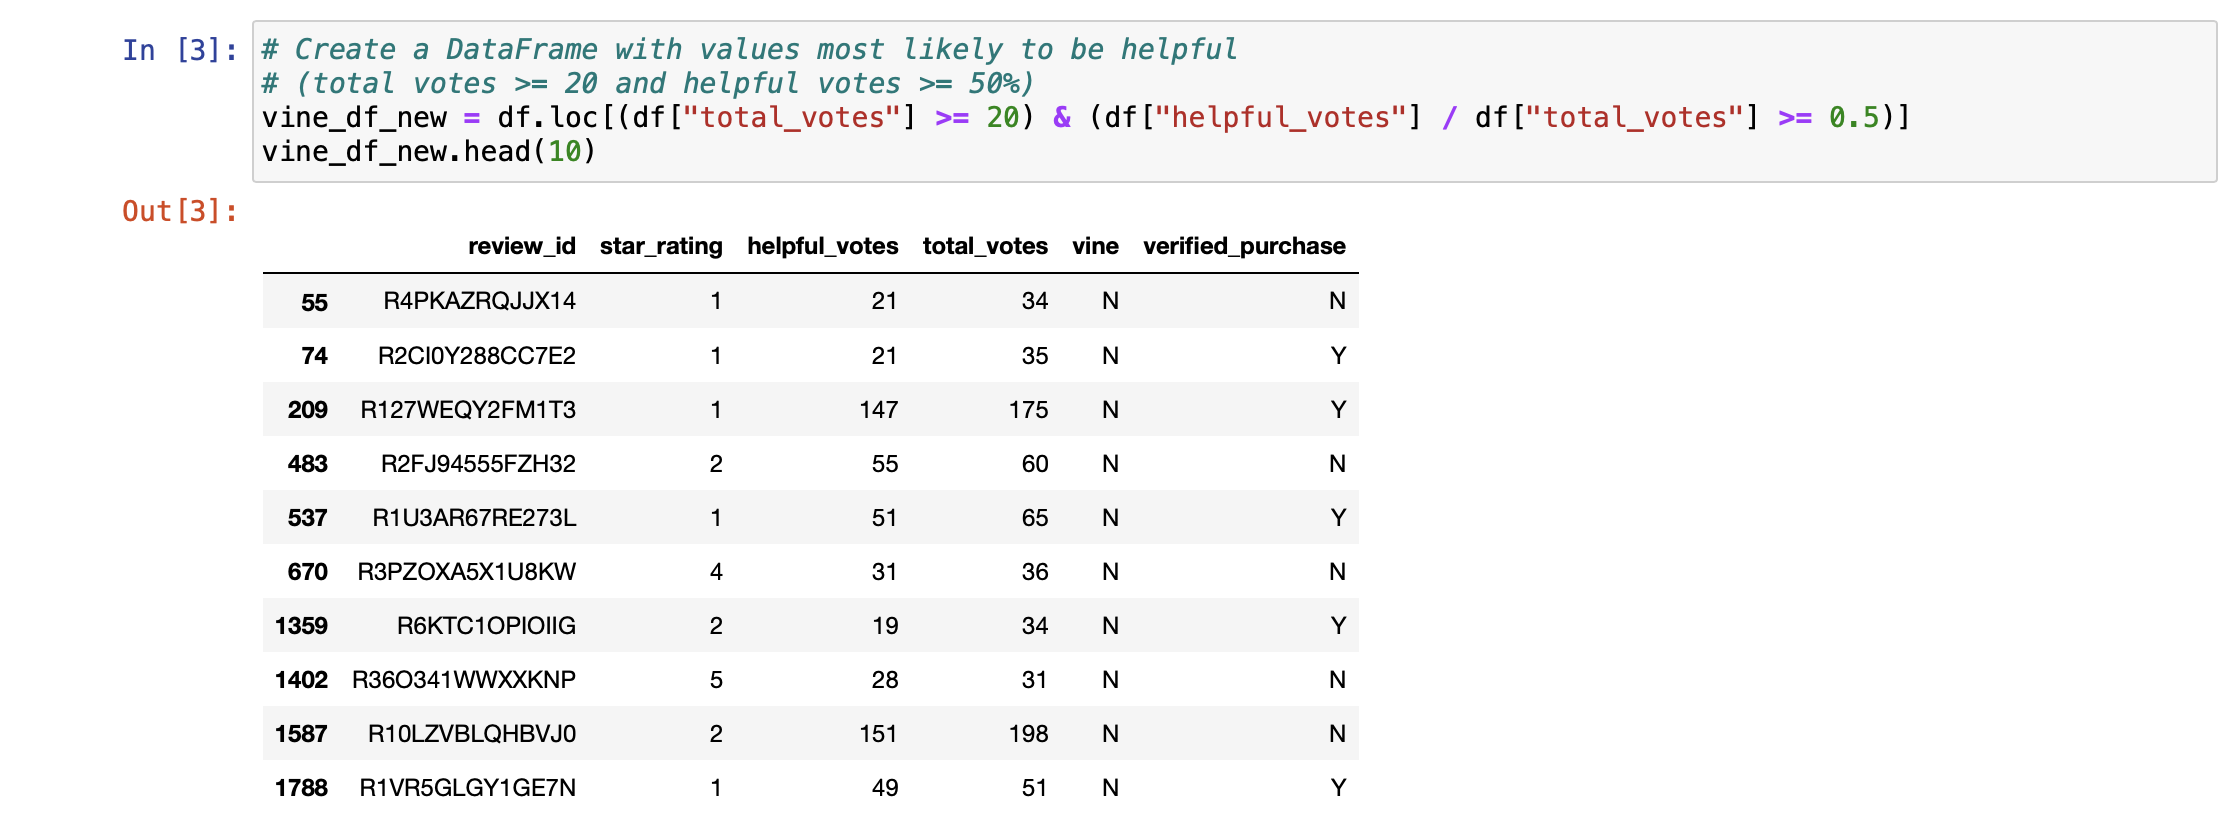 In [3]: # Create a DataFrame with values most likely to be helpful
# (total votes >= 20 and helpful votes >= 50%)
vine_df_new = df.loc[(df["total_votes"] >= 20) & (df["helpful_votes"] / df["total_votes"] >= 0.5)]
vine_df_new.head(10)
Out[3]:
review_id star_rating helpful_votes total_votes vine verified_purchase
55 R4PKAZRQJJX14 1 21 34 N N
74 R2CI0Y288CC7E2 1 21 35 N Y
209 R127WEQY2FM1T3 1 147 175 N Y
483 R2FJ94555FZH32 2 55 60 N N
537 R1U3AR67RE273L 1 51 65 N Y
670 R3PZOXA5X1U8KW 4 31 36 N N
1359 R6KTC1OPIOIIG 2 19 34 N Y
1402 R36O341WWXXKNP 5 28 31 N N
1587 R10LZVBLQHBVJ0 2 151 198 N N
1788 R1VR5GLGY1GE7N 1 49 51 N Y